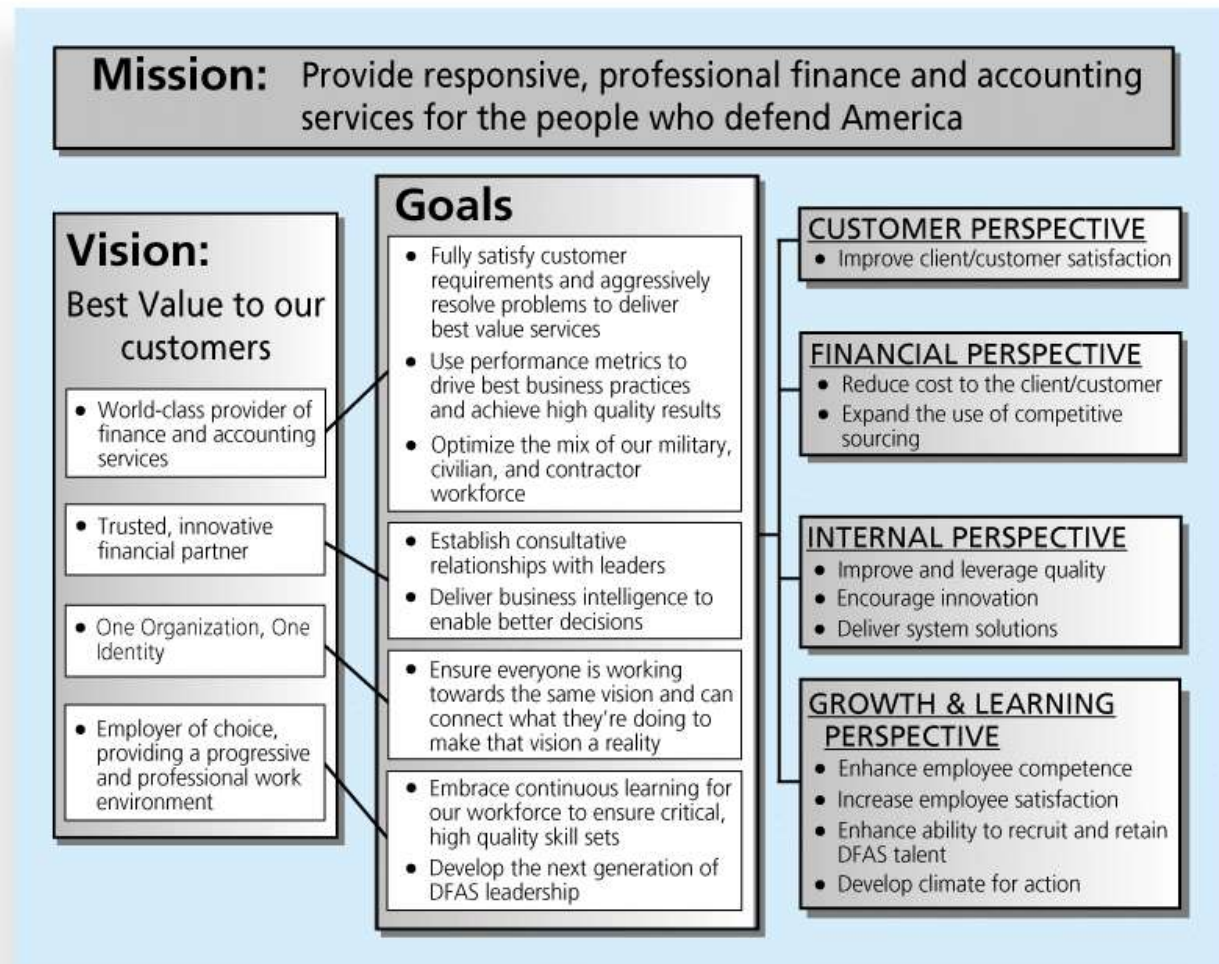 Mission: Provide responsive, professional finance and accounting
services for the people who defend America
Vision:
Best Value to our
customers
• World-class provider of
finance and accounting
services
• Trusted, innovative
financial partner
• One Organization, One
Identity
• Employer of choice,
providing a progressive
and professional work
environment
Goals
• Fully satisfy customer
requirements and aggressively
resolve problems to deliver
best value services
• Use performance metrics to
drive best business practices
and achieve high quality results
• Optimize the mix of our military,
civilian, and contractor
workforce
• Establish consultative
relationships with leaders
• Deliver business intelligence to
enable better decisions
• Ensure everyone is working
towards the same vision and can
connect what they're doing to
make that vision a reality
• Embrace continuous learning for
our workforce to ensure critical,
high quality skill sets
• Develop the next generation of
DFAS leadership
CUSTOMER PERSPECTIVE
• Improve client/customer satisfaction
FINANCIAL PERSPECTIVE
• Reduce cost to the client/customer
• Expand the use of competitive
sourcing
INTERNAL PERSPECTIVE
• Improve and leverage quality
• Encourage innovation
• Deliver system solutions
GROWTH & LEARNING
PERSPECTIVE
• Enhance employee competence
• Increase employee satisfaction
• Enhance ability to recruit and retain
DFAS talent
• Develop climate for action